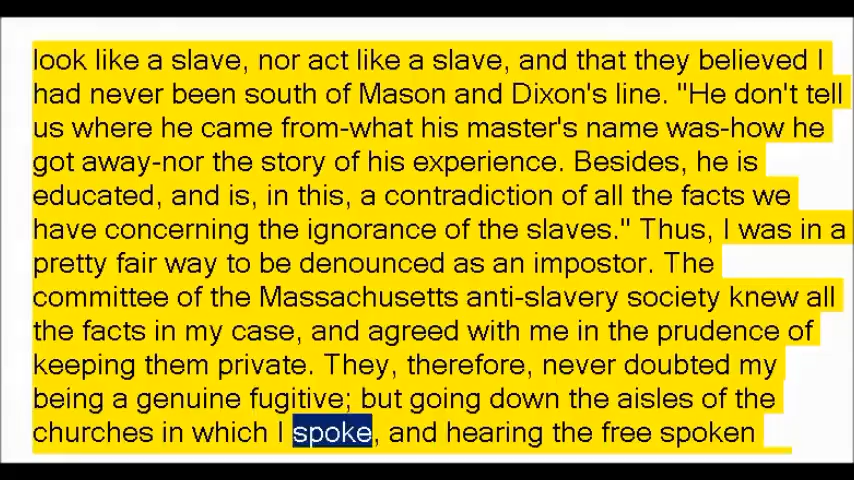 look like a slave, nor act like a slave, and that they believed I
had never been south of Mason and Dixon's line. "He don't tell
us where he came from-what his master's name was-how he
got away-nor the story of his experience. Besides, he is
educated, and is, in this, a contradiction of all the facts we
have concerning the ignorance of the slaves." Thus, I was in a
pretty fair way to be denounced as an impostor. The
committee of the Massachusetts anti-slavery society knew all
the facts in my case, and agreed with me in the prudence of
keeping them private. They, therefore, never doubted my
being a genuine fugitive; but going down the aisles of the
churches in which I spoke, and hearing the free spoken